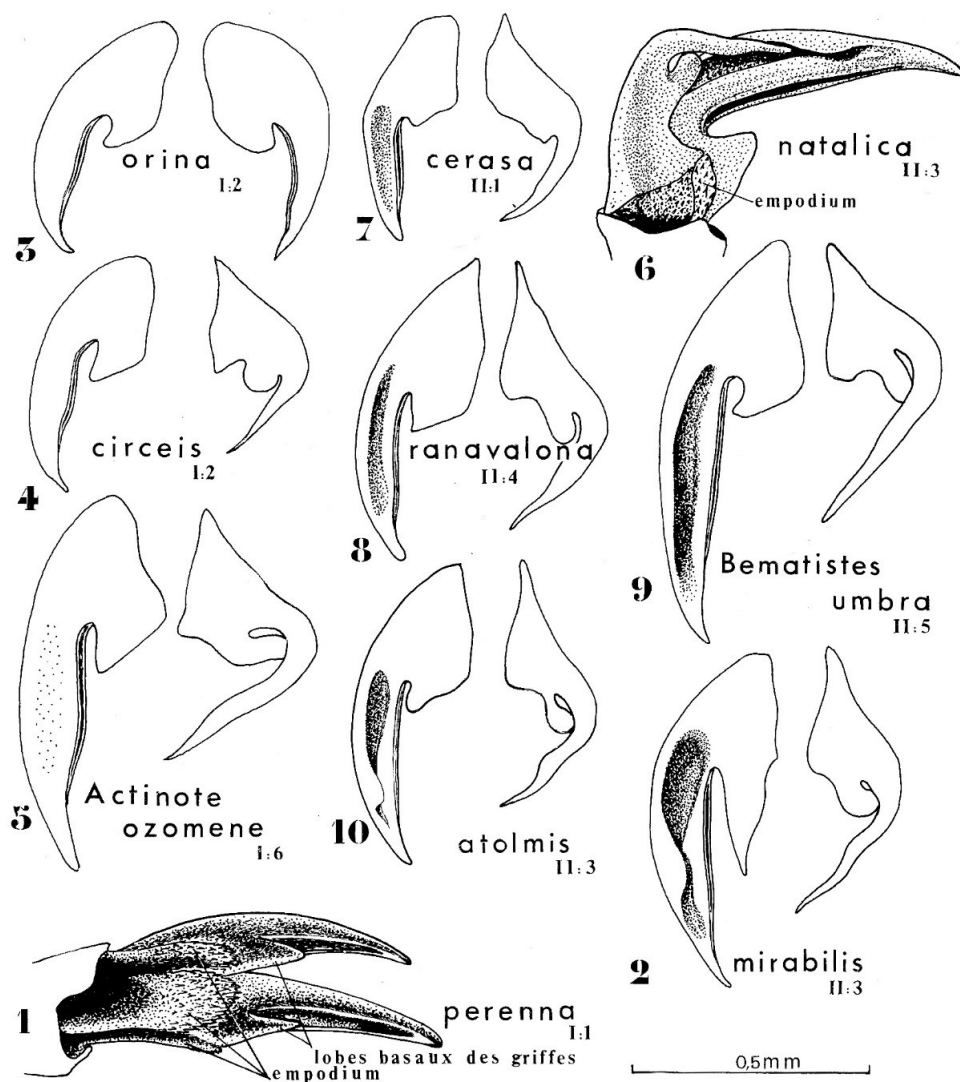 orina
I:2
3
cerasa
II:1
7
natalica
II:3
empodium
6
circeis
I:2
4
ranavalona
II:4
8
Bematistes
umbra
II:5
9
Actinote
ozomene
I:6
5
atolmis
II:3
10
mirabilis
II:3
2
perenna
I:1
lobes basaux des griffes
empodium
1
0,5mm